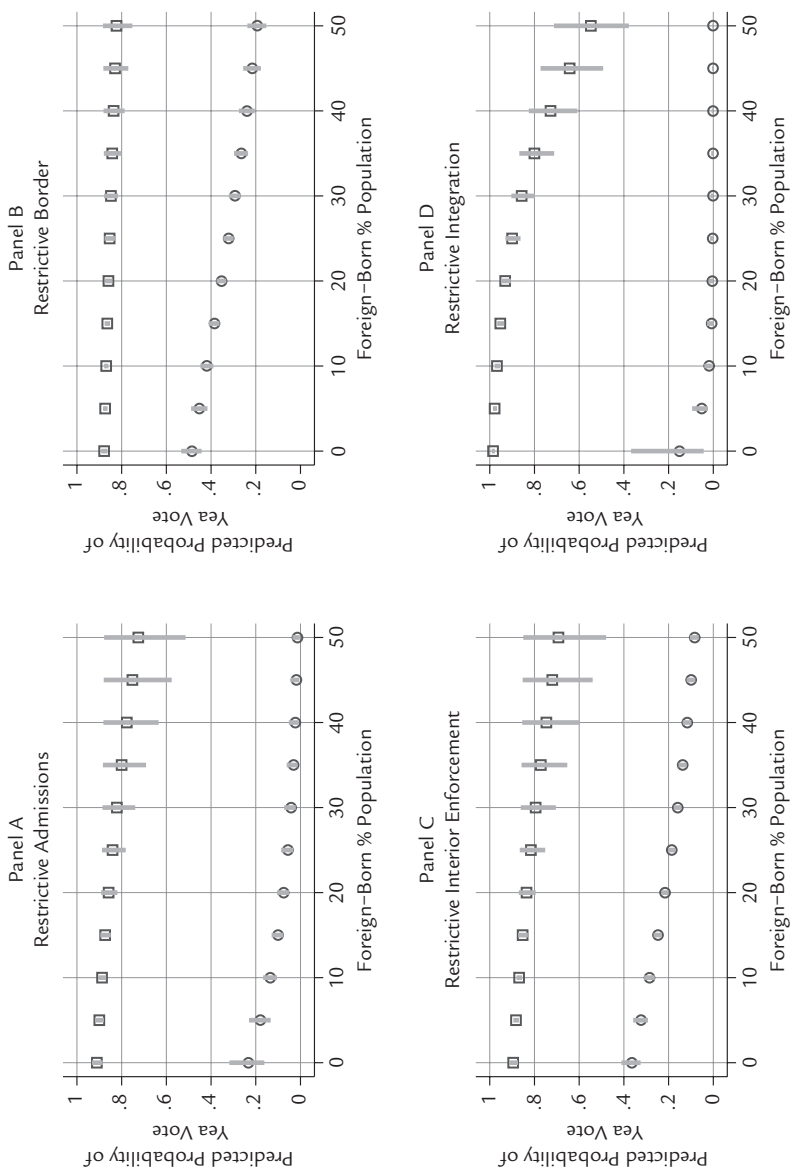 Panel A
Restrictive Admissions
Predicted Probability of
Yea Vote
1
.8
.6
.4
.2
0
0 10 20 30 40 50
Foreign−Born % Population
Panel B
Restrictive Border
Predicted Probability of
Yea Vote
1
.8
.6
.4
.2
0
0 10 20 30 40 50
Foreign−Born % Population
Panel C
Restrictive Interior Enforcement
Predicted Probability of
Yea Vote
1
.8
.6
.4
.2
0
0 10 20 30 40 50
Foreign−Born % Population
Panel D
Restrictive Integration
Predicted Probability of
Yea Vote
1
.8
.6
.4
.2
0
0 10 20 30 40 50
Foreign−Born % Population